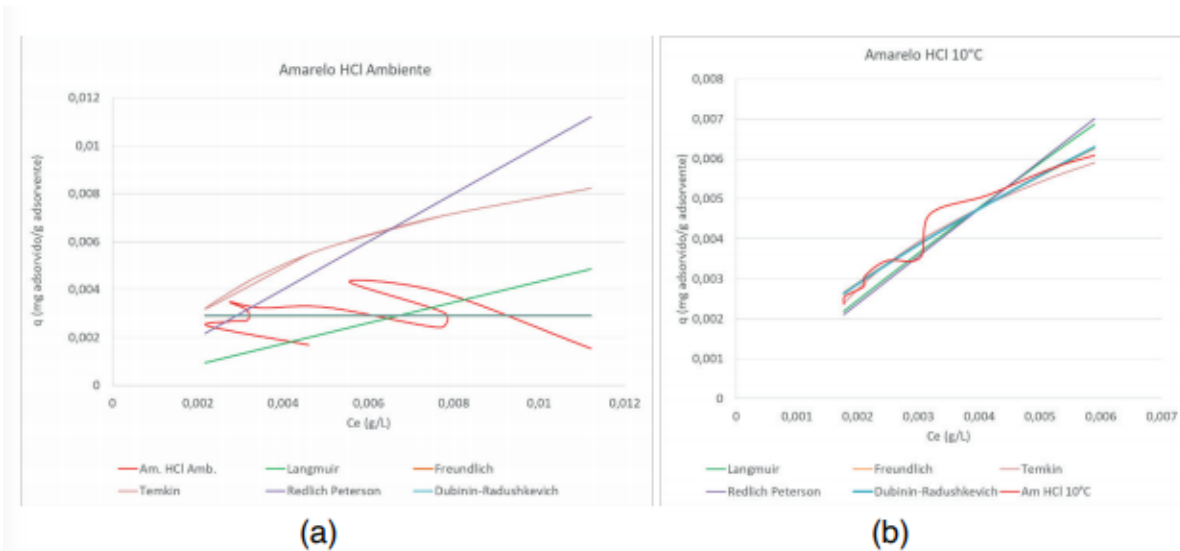 Amarelo HCl Ambiente
0,012
0,01
0,008
0,006
0,004
0,002
0
q (mg adsorvido/g adsorvente)
0 0,002 0,004 0,006 0,008 0,01 0,012
Ce (g/L)
Am. HCl Amb. Langmuir Freundlich
Temkin Redlich Peterson Dubinin-Radushkevich
(a)
Amarelo HCl 10°C
0,008
0,007
0,006
0,005
0,004
0,003
0,002
0,001
0
q (mg adsorvido/g adsorvente)
0 0,001 0,002 0,003 0,004 0,005 0,006 0,007
Ce (g/L)
Langmuir Freundlich Temkin
Redlich Peterson Dubinin-Radushkevich Am HCl 10°C
(b)